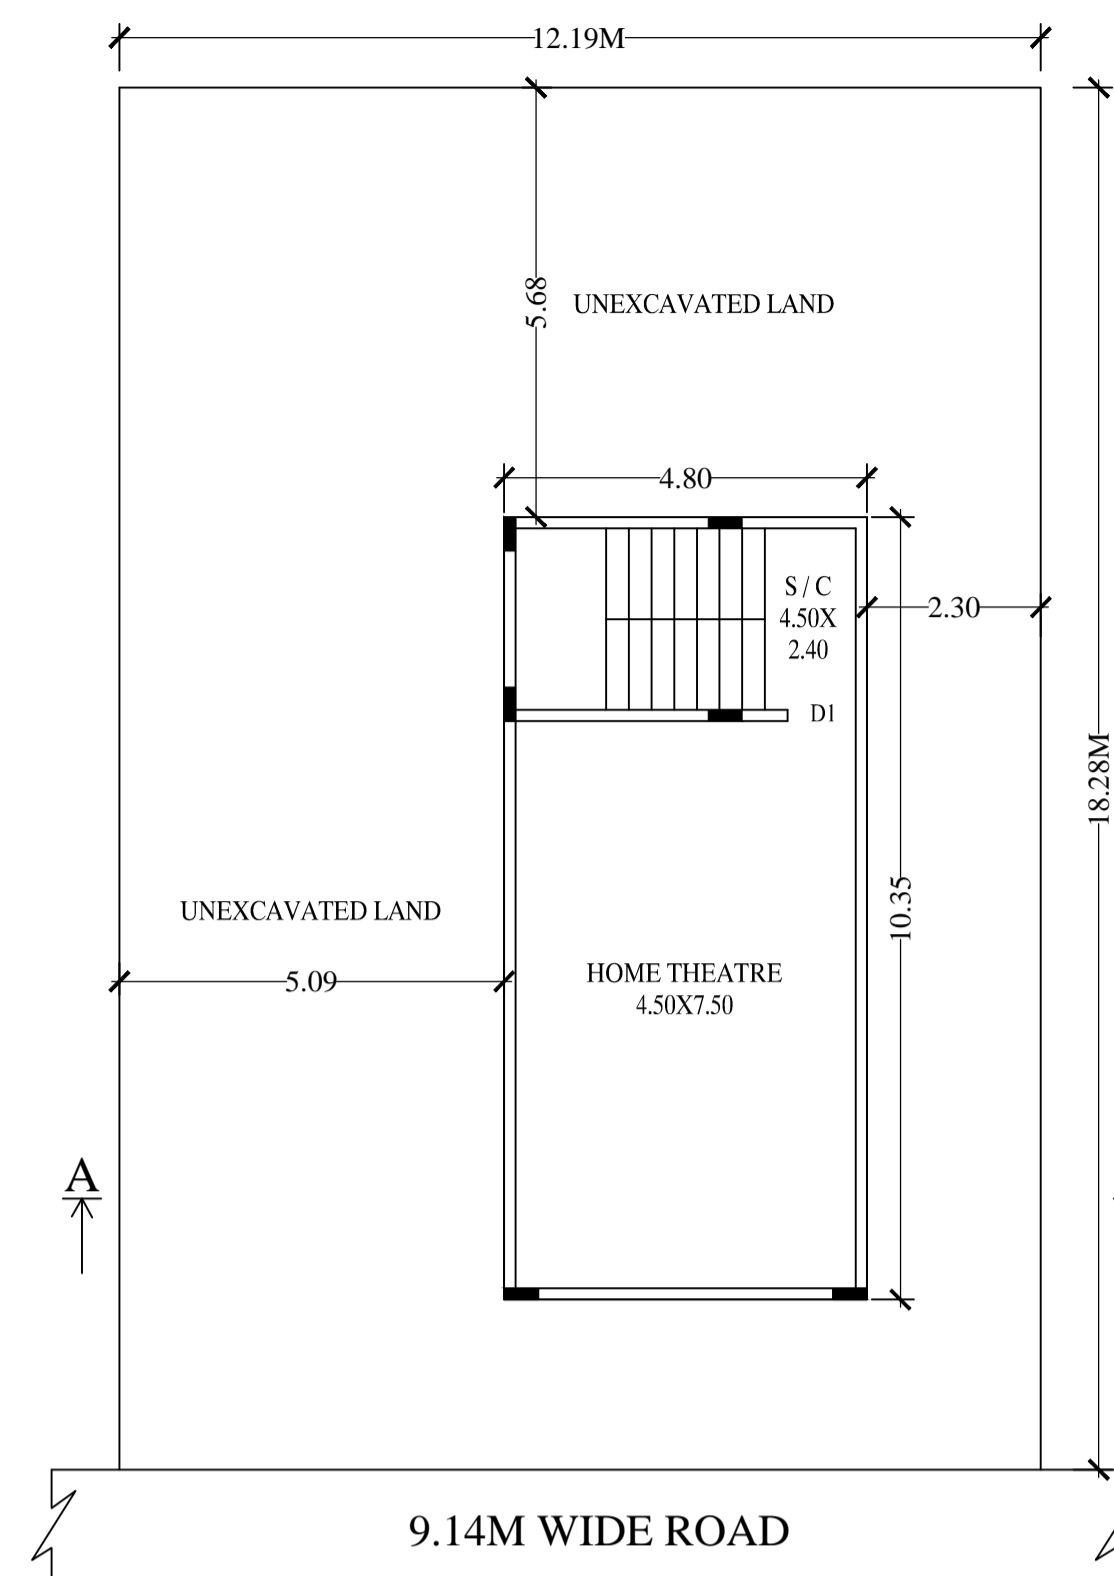 12.19M
5.68
UNEXCAVATED LAND
4.80
S / C
4.50X
2.40
2.30
D1
18.28M
10.35
UNEXCAVATED LAND
5.09
HOME THEATRE
4.50X7.50
A
9.14M WIDE ROAD